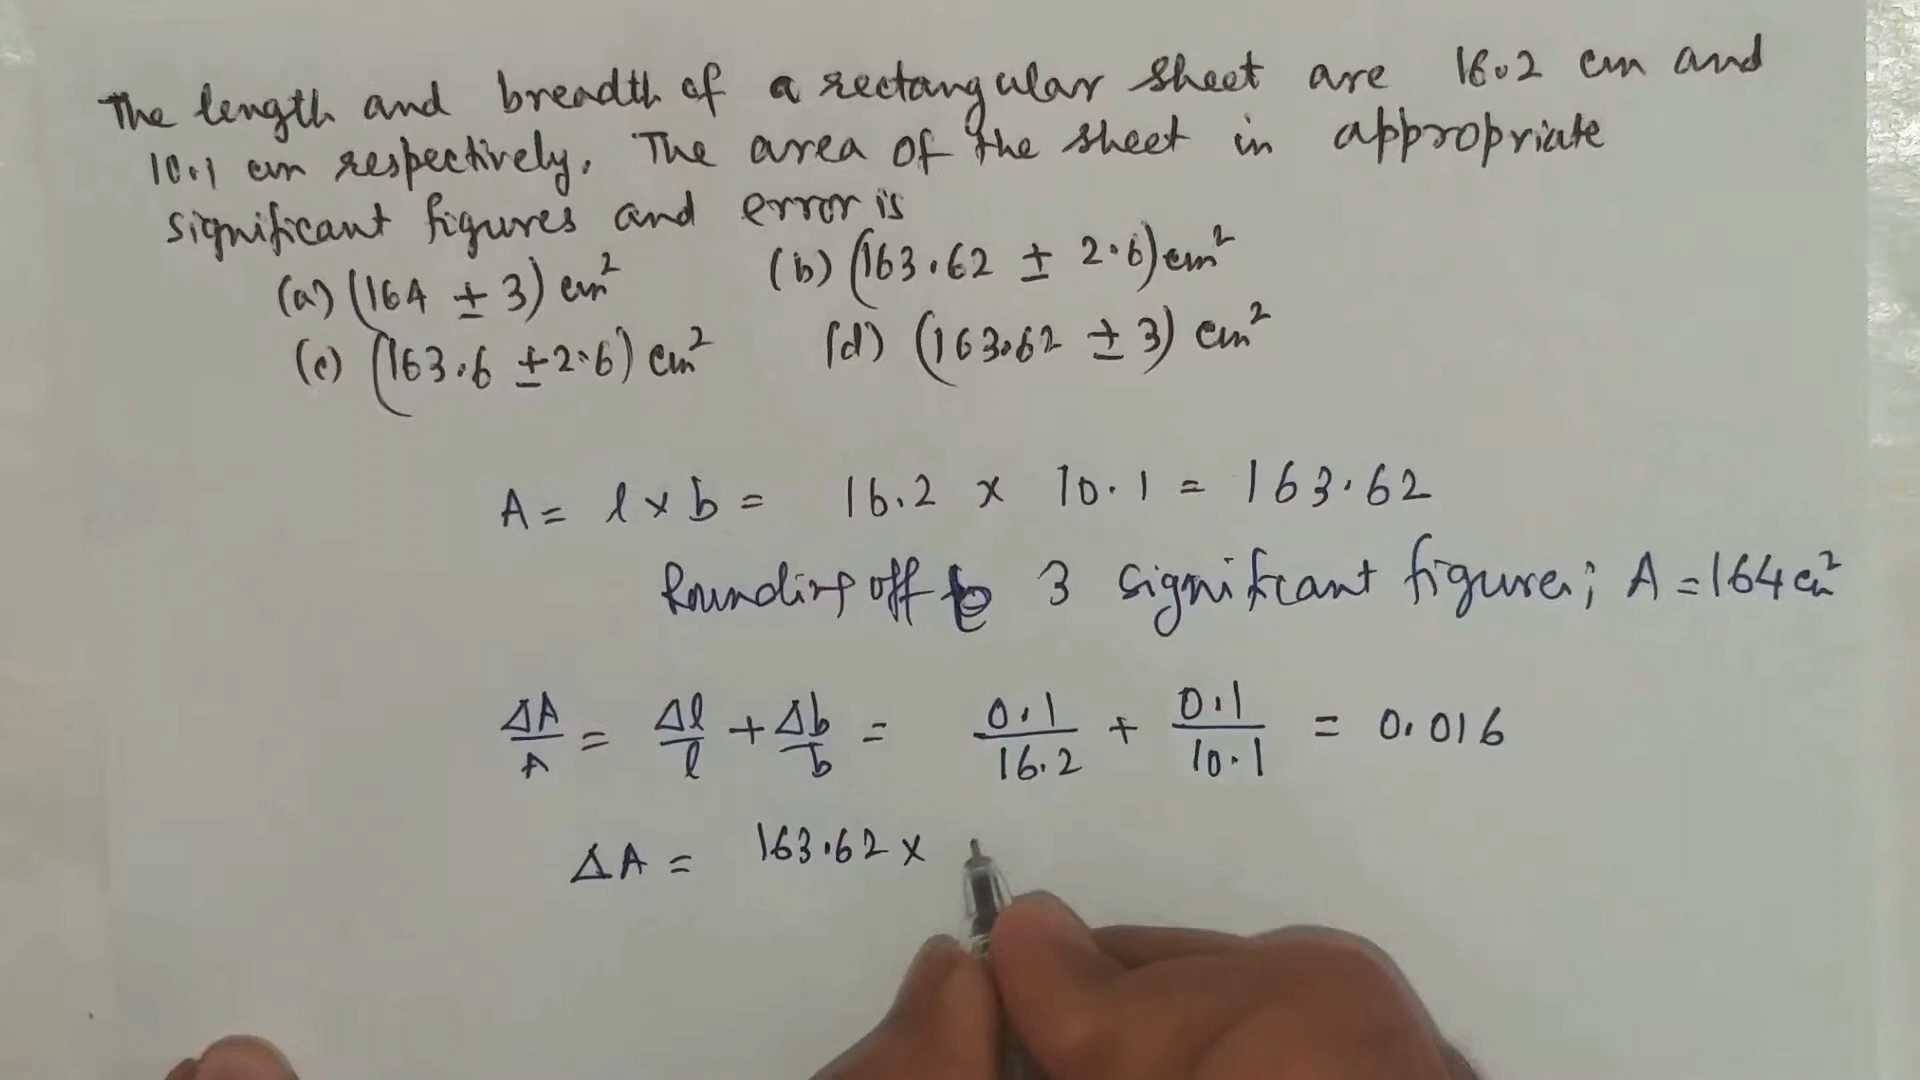 The length and breadth of a rectangular sheet are 16.2 cm and
10.1 cm respectively. The area of the sheet in appropriate
significant figures and error is
(a) (164 ± 3) cm² (b) (163.62 ± 2.6) cm²
(c) (163.6 ± 2.6) cm² (d) (163.62 ± 3) cm²
A = l × b = 16.2 × 10.1 = 163.62
Rounding off to 3 significant figures; A = 164 cm²
ΔA/A = Δl/l + Δb/b = 0.1/16.2 + 0.1/10.1 = 0.016
ΔA = 163.62 ×